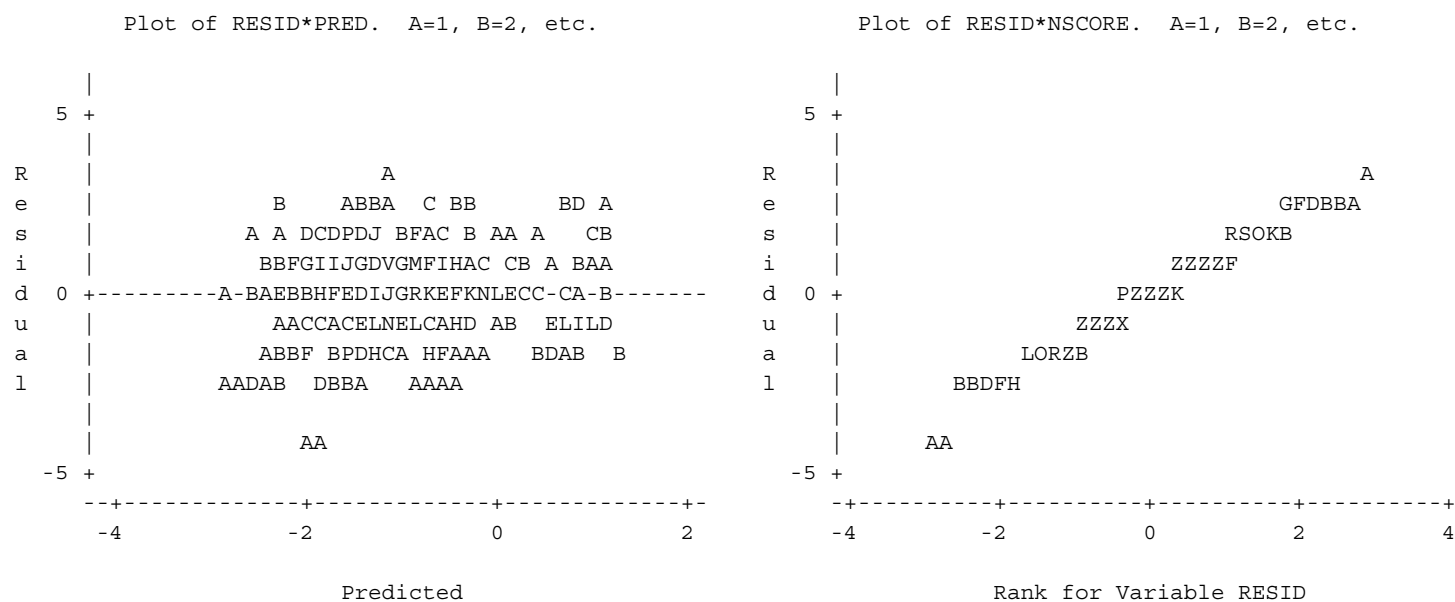 Plot of RESID*PRED.  A=1, B=2, etc.          Plot of RESID*NSCORE.  A=1, B=2, etc.
      |                                                        |
   5 +                                                      5 +
      |                                                        |
R     |                      A                           R     |                                       A
e     |              B    ABBA  C BB      BD A           e     |                                 GFDBBA
s     |            A A DCDPDJ BFAC B AA A   CB           s     |                             RSOKB
i     |             BBFGIIJGDVGMFIHAC CB A BAA           i     |                         ZZZZF
d   0 +----------A-BAEBBHFEDIJGRKEFKNLECC-CA-B-------    d   0 +                     PZZZK
u     |              AACCACELNELCAHD AB  ELILD           u     |                  ZZZX
a     |             ABBF BPDHCA HFAAA   BDAB  B          a     |              LORZB
l     |          AADAB  DBBA   AAAA                      l     |         BBDFH
      |                                                        |
      |                AA                                      |       AA
  -5 +                                                     -5 +
      --+-------------+-------------+-------------+-            -+---------+---------+---------+---------+
       -4            -2             0             2             -4        -2         0         2         4
                      Predicted                                           Rank for Variable RESID